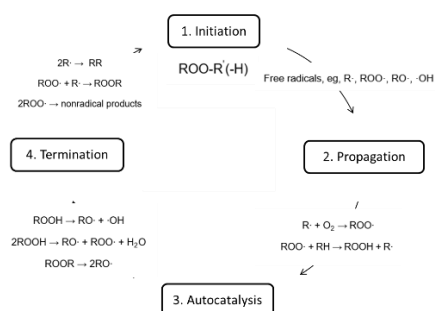 1. Initiation
ROO-R˙(-H)
Free radicals, eg, R·, ROO·, RO·, ·OH
2. Propagation
R· + O₂ → ROO·
ROO· + RH → ROOH + R·
3. Autocatalysis
ROOH → RO· + ·OH
2ROOH → RO· + ROO· + H₂O
ROOR → 2RO·
4. Termination
2R· → RR
ROO· + R· → ROOR
2ROO· → nonradical products